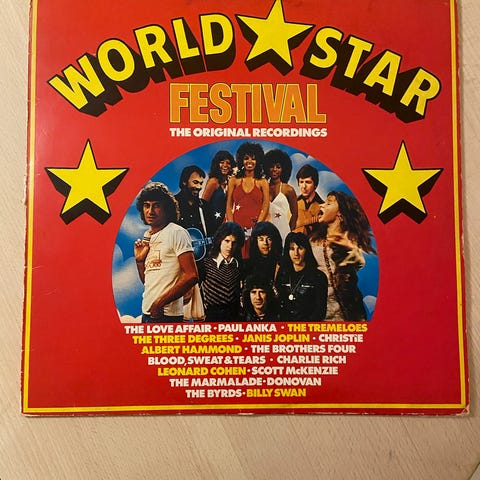 WORLD STAR
FESTIVAL
THE ORIGINAL RECORDINGS
THE LOVE AFFAIR · PAUL ANKA · THE TREMELOES
THE THREE DEGREES · JANIS JOPLIN · CHRISTiE
ALBERT HAMMOND · THE BROTHERS FOUR
BLOOD, SWEAT & TEARS · CHARLIE RICH
LEONARD COHEN · SCOTT McKENZIE
THE MARMALADE · DONOVAN
THE BYRDS · BILLY SWAN